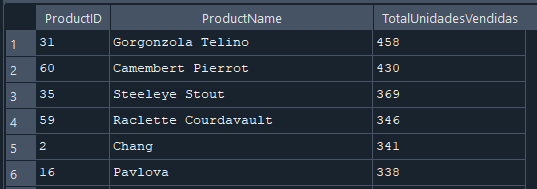 ProductID ProductName TotalUnidadesVendidas
1 31 Gorgonzola Telino 458
2 60 Camembert Pierrot 430
3 35 Steeleye Stout 369
4 59 Raclette Courdavault 346
5 2 Chang 341
6 16 Pavlova 338